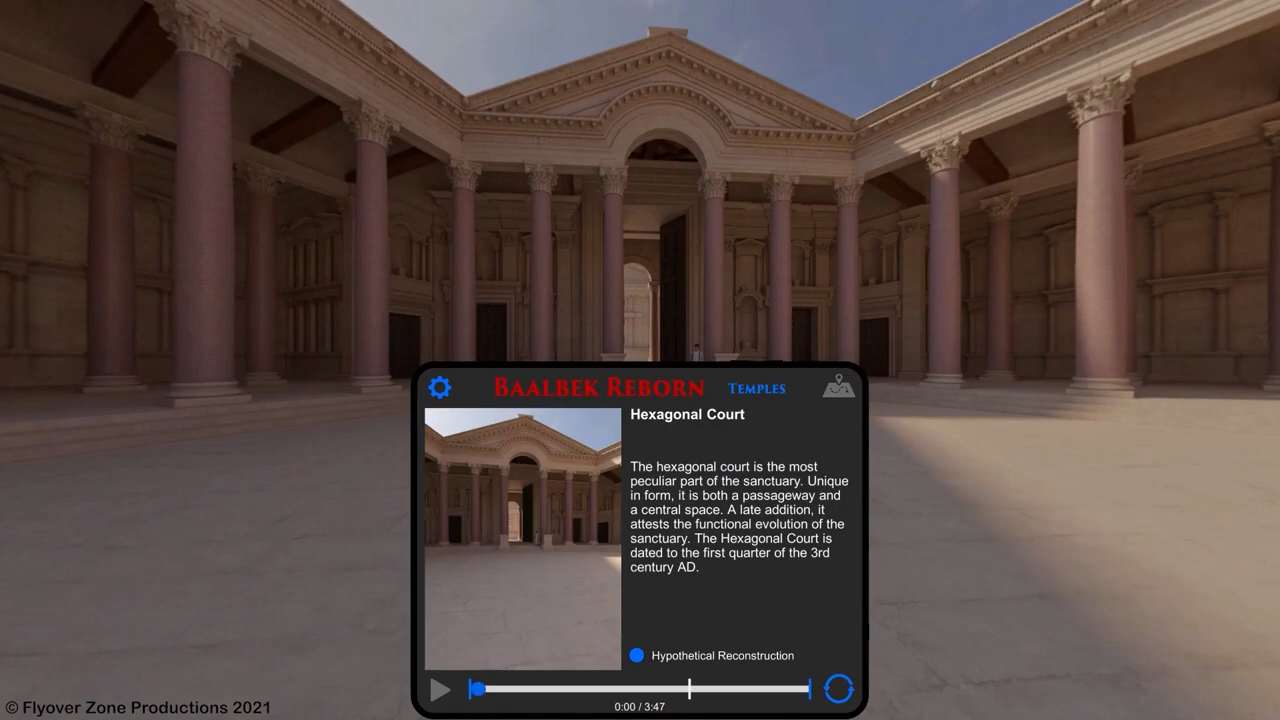 Baalbek Reborn Temples
Hexagonal Court
The hexagonal court is the most
peculiar part of the sanctuary. Unique
in form, it is both a passageway and
a central space. A late addition, it
attests the functional evolution of the
sanctuary. The Hexagonal Court is
dated to the first quarter of the 3rd
century AD.
Hypothetical Reconstruction
0:00 / 3:47
© Flyover Zone Productions 2021